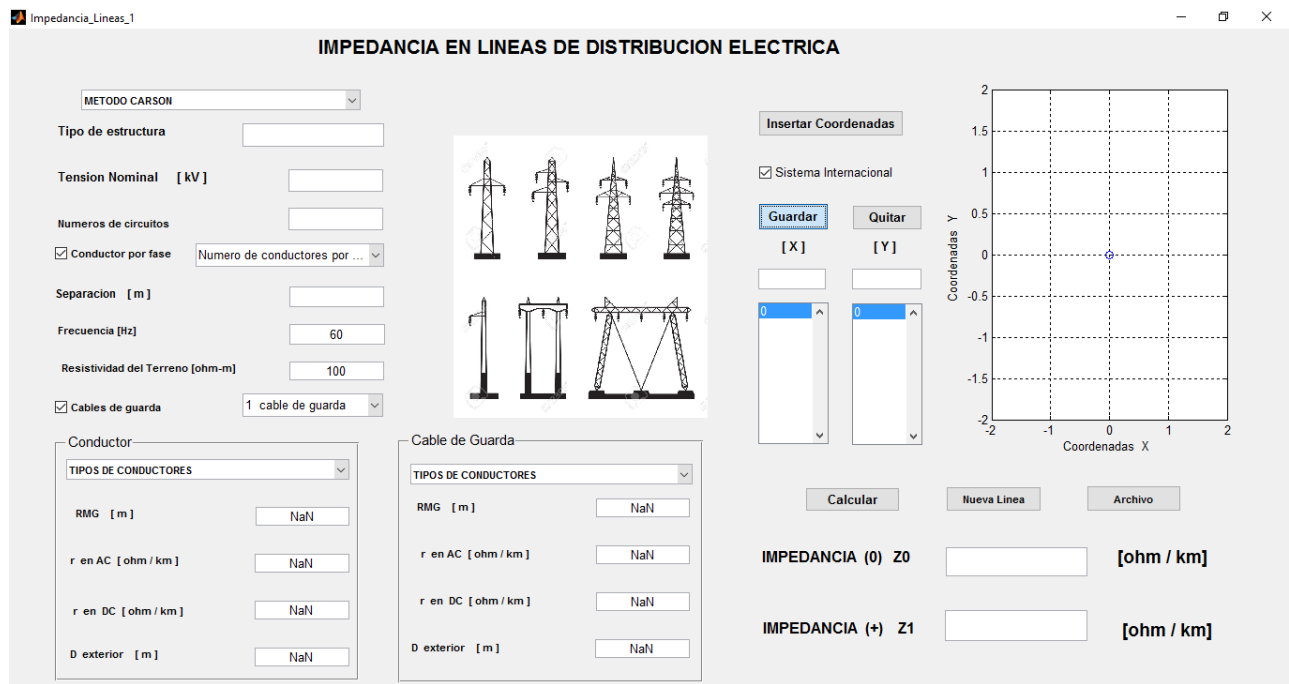 Impedancia_Lineas_1
IMPEDANCIA EN LINEAS DE DISTRIBUCION ELECTRICA
METODO CARSON
Tipo de estructura
Tension Nominal [ kV ]
Numeros de circuitos
Conductor por fase
Numero de conductores por ...
Separacion [ m ]
Frecuencia [Hz]
60
Resistividad del Terreno [ohm-m]
100
Cables de guarda
1 cable de guarda
Conductor
TIPOS DE CONDUCTORES
RMG [ m ]
NaN
r en AC [ ohm / km ]
NaN
r en DC [ ohm / km ]
NaN
D exterior [ m ]
NaN
Cable de Guarda
TIPOS DE CONDUCTORES
RMG [ m ]
NaN
r en AC [ ohm / km ]
NaN
r en DC [ ohm / km ]
NaN
D exterior [ m ]
NaN
Insertar Coordenadas
Sistema Internacional
Guardar
Quitar
[ X ]
[ Y ]
0
0
2
1.5
1
0.5
0
-0.5
-1
-1.5
-2
Coordenadas Y
-2
-1
0
1
2
Coordenadas X
Calcular
Nueva Linea
Archivo
IMPEDANCIA (0) Z0
[ohm / km]
IMPEDANCIA (+) Z1
[ohm / km]